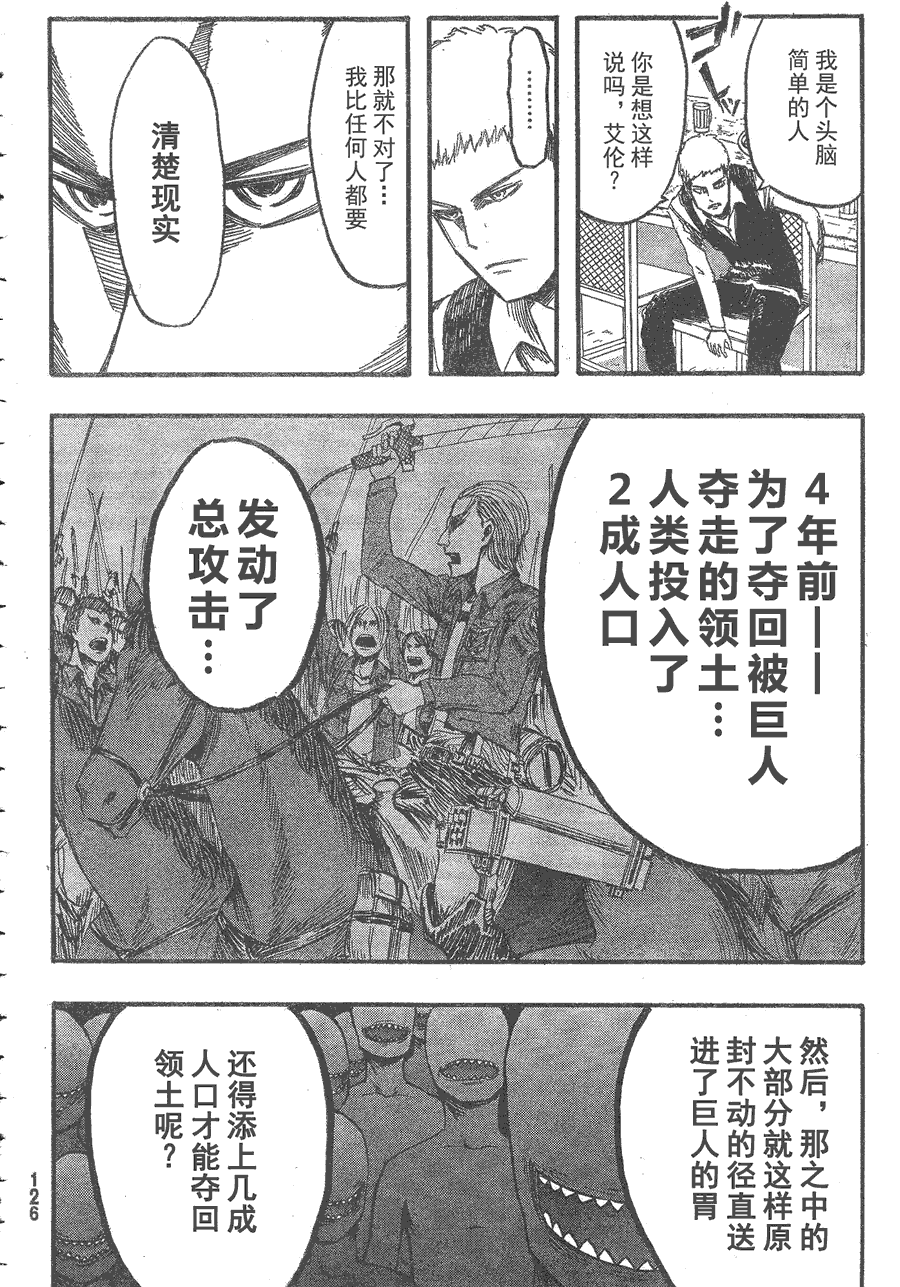 我是个头脑
简单的人
你是想这样
说吗，艾伦？
………
那就不对了…
我比任何人都要
清楚现实
4年前——
为了夺回被巨人
夺走的领土…
人类投入了
2成人口
发动了
总攻击…
然后，那之中的
大部分就这样原
封不动的径直送
进了巨人的胃
还得添上几成
人口才能夺回
领土呢？
126